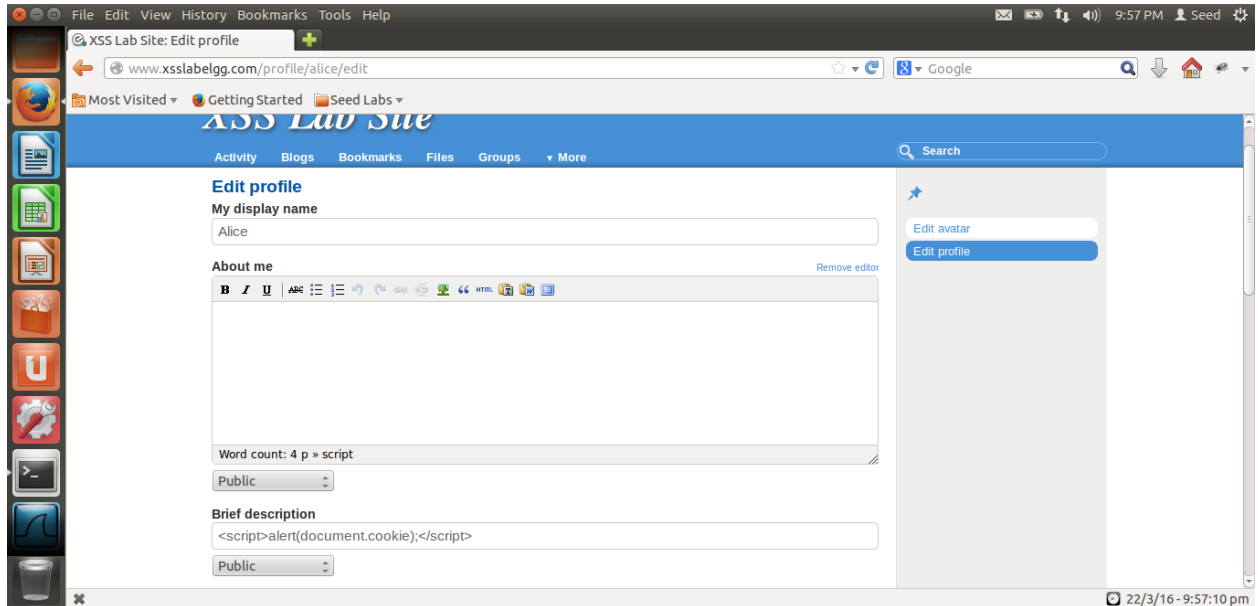 File Edit View History Bookmarks Tools Help
9:57 PM Seed
XSS Lab Site: Edit profile
www.xsslabelgg.com/profile/alice/edit
Google
Most Visited Getting Started Seed Labs
XSS Lab Site
Activity Blogs Bookmarks Files Groups More
Search
Edit profile
My display name
Alice
Edit avatar
Edit profile
About me
Remove editor
B I U ABC HTML
Word count: 4 p » script
Public
Brief description
<script>alert(document.cookie);</script>
Public
22/3/16 - 9:57:10 pm